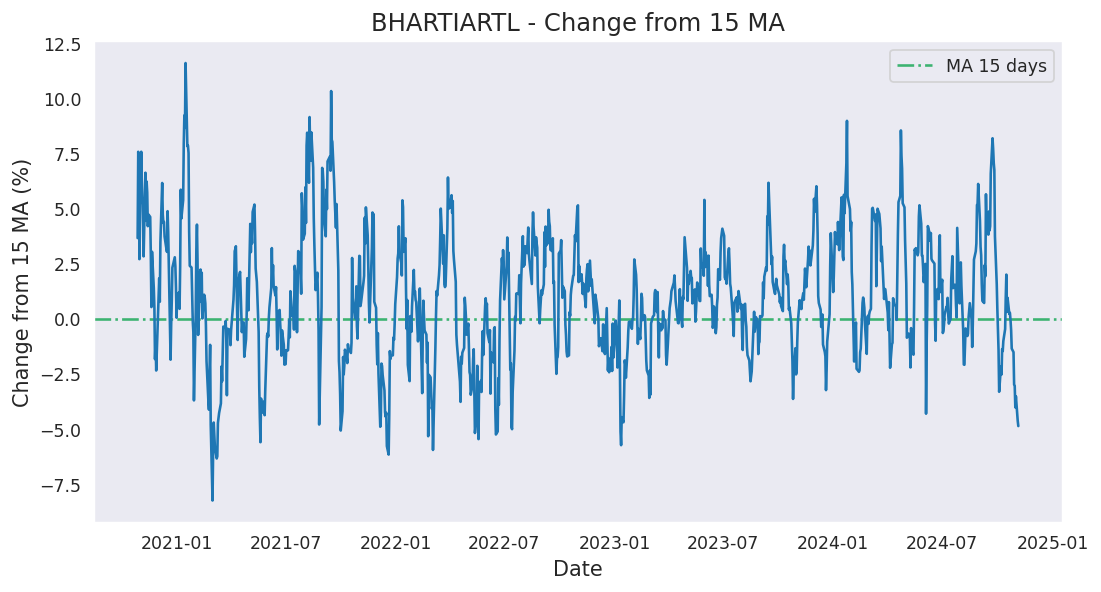 BHARTIARTL - Change from 15 MA
MA 15 days
Change from 15 MA (%)
12.5
10.0
7.5
5.0
2.5
0.0
−2.5
−5.0
−7.5
2021-01 2021-07 2022-01 2022-07 2023-01 2023-07 2024-01 2024-07 2025-01
Date